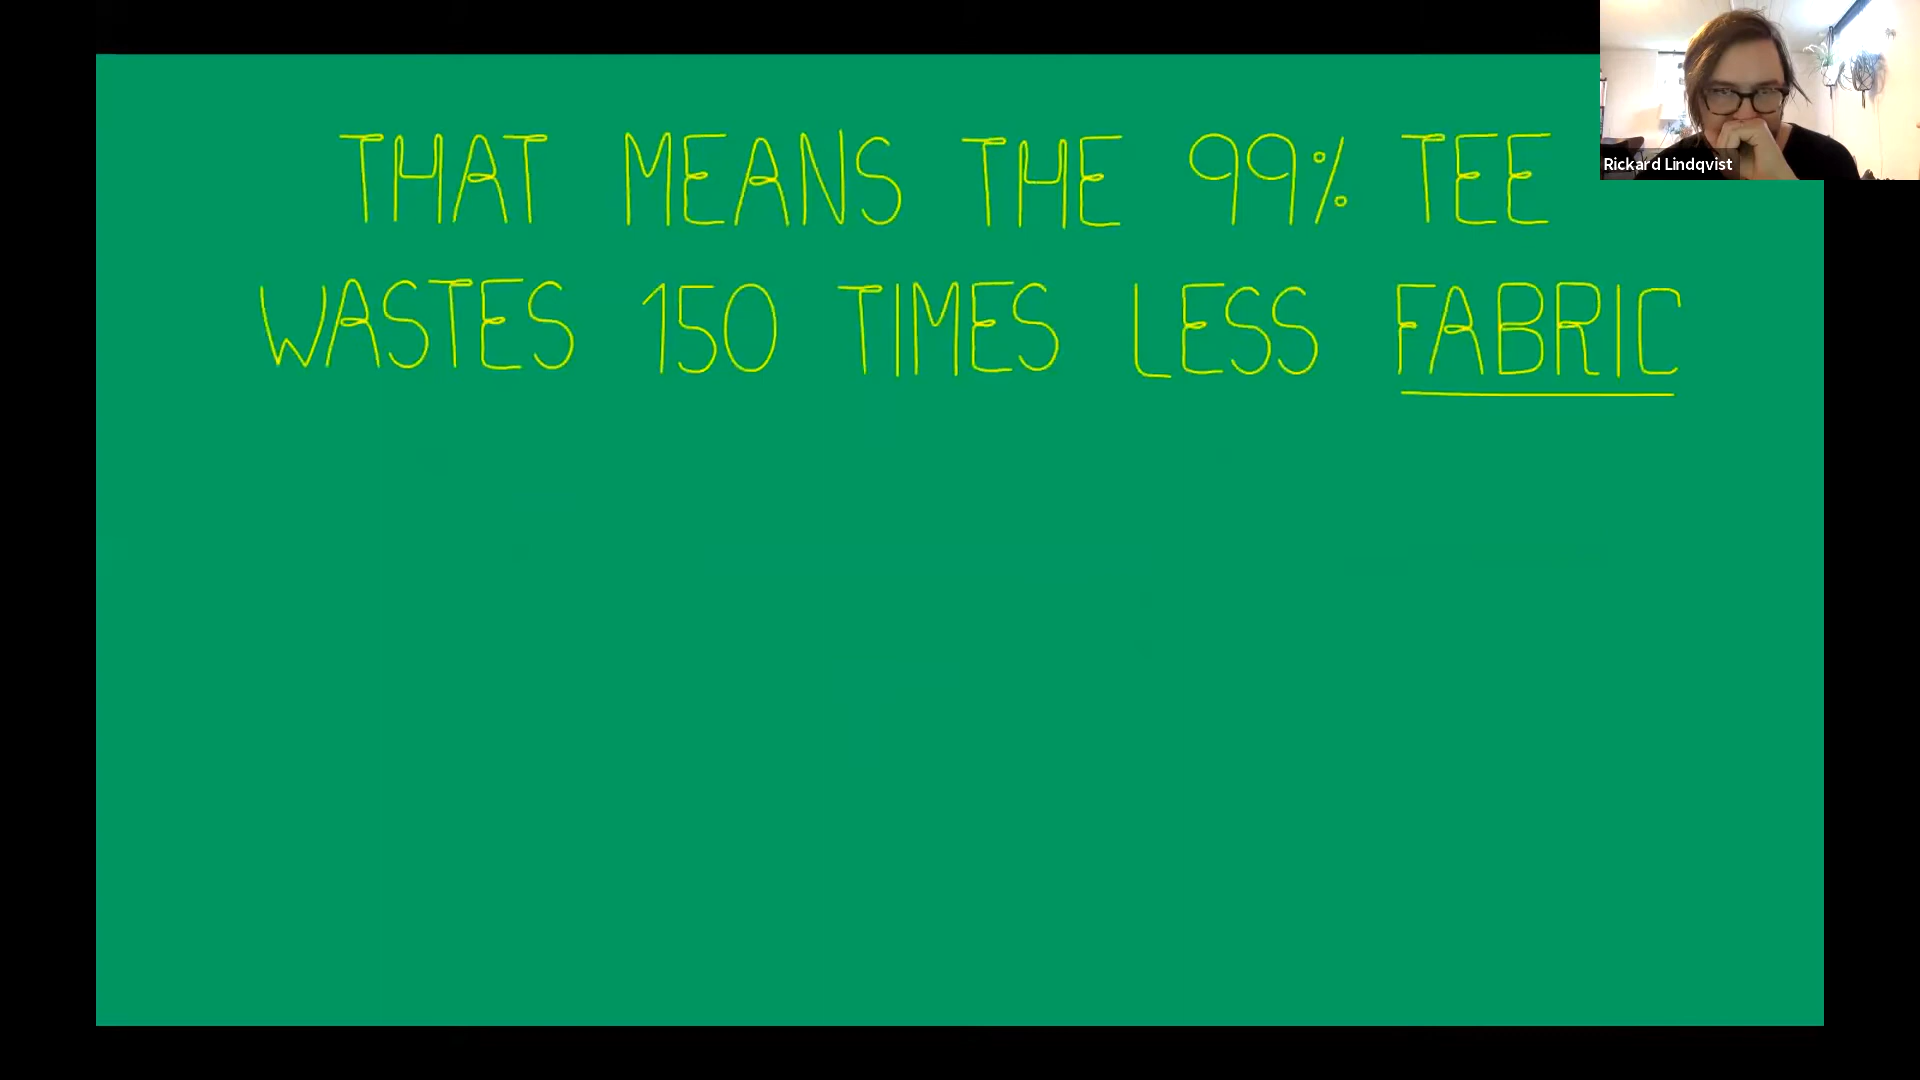 THAT MEANS THE 99% TEE
WASTES 150 TIMES LESS FABRIC
Rickard Lindqvist